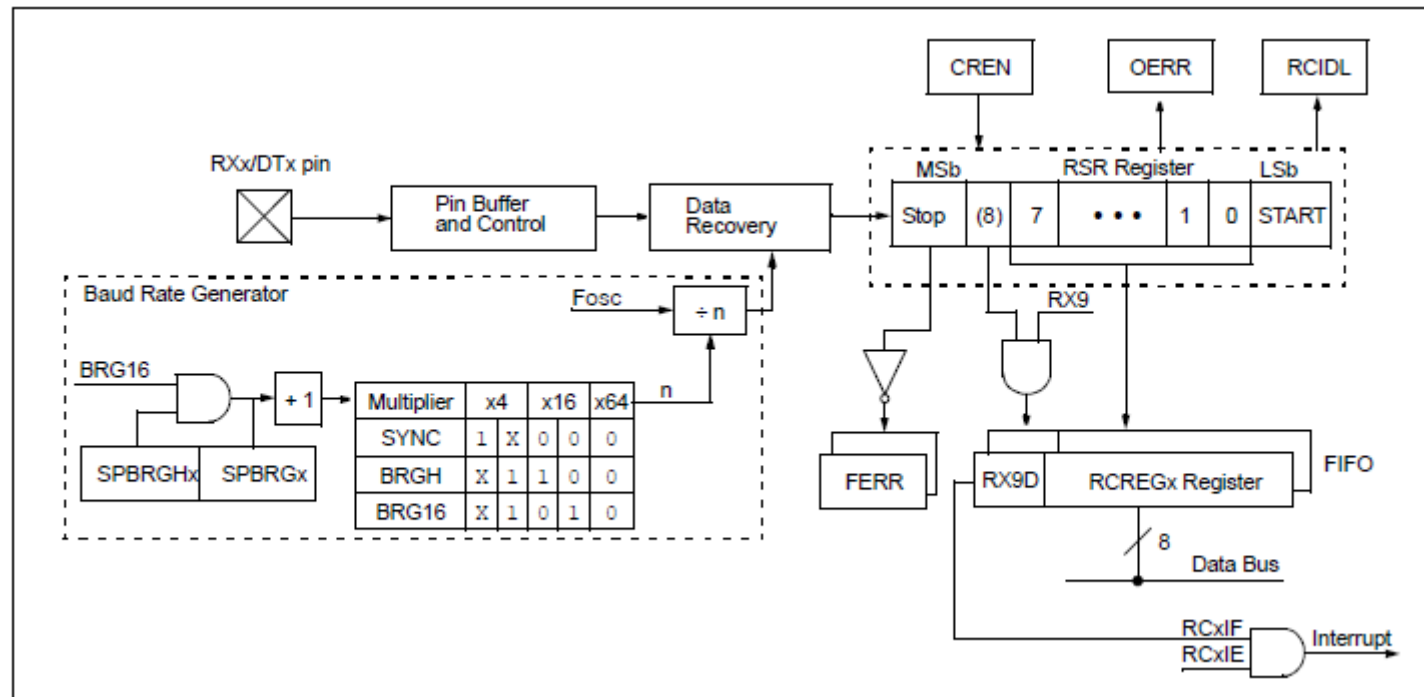 CREN
OERR
RCIDL
RXx/DTx pin
MSb RSR Register LSb
Pin Buffer
and Control
Data
Recovery
Stop (8) 7 • • • 1 0 START
Baud Rate Generator
Fosc
÷ n
RX9
BRG16
+ 1
n
Multiplier x4 x16 x64
SYNC 1 X 0 0 0
BRGH X 1 1 0 0
BRG16 X 1 0 1 0
SPBRGHx SPBRGx
FERR
RX9D RCREGx Register
FIFO
8
Data Bus
RCxIF
RCxIE
Interrupt